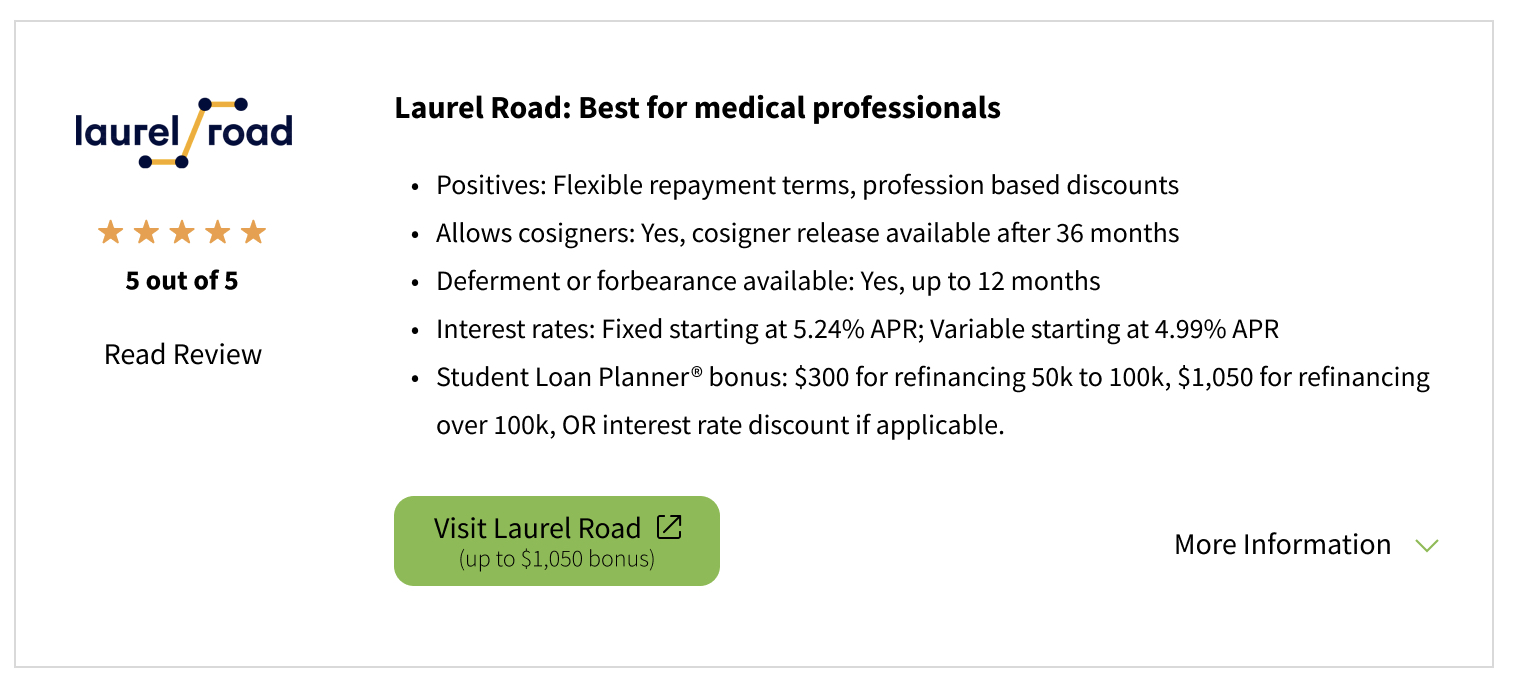 laurel road
5 out of 5
Read Review
Laurel Road: Best for medical professionals
• Positives: Flexible repayment terms, profession based discounts
• Allows cosigners: Yes, cosigner release available after 36 months
• Deferment or forbearance available: Yes, up to 12 months
• Interest rates: Fixed starting at 5.24% APR; Variable starting at 4.99% APR
• Student Loan Planner® bonus: $300 for refinancing 50k to 100k, $1,050 for refinancing
over 100k, OR interest rate discount if applicable.
Visit Laurel Road
(up to $1,050 bonus)
More Information